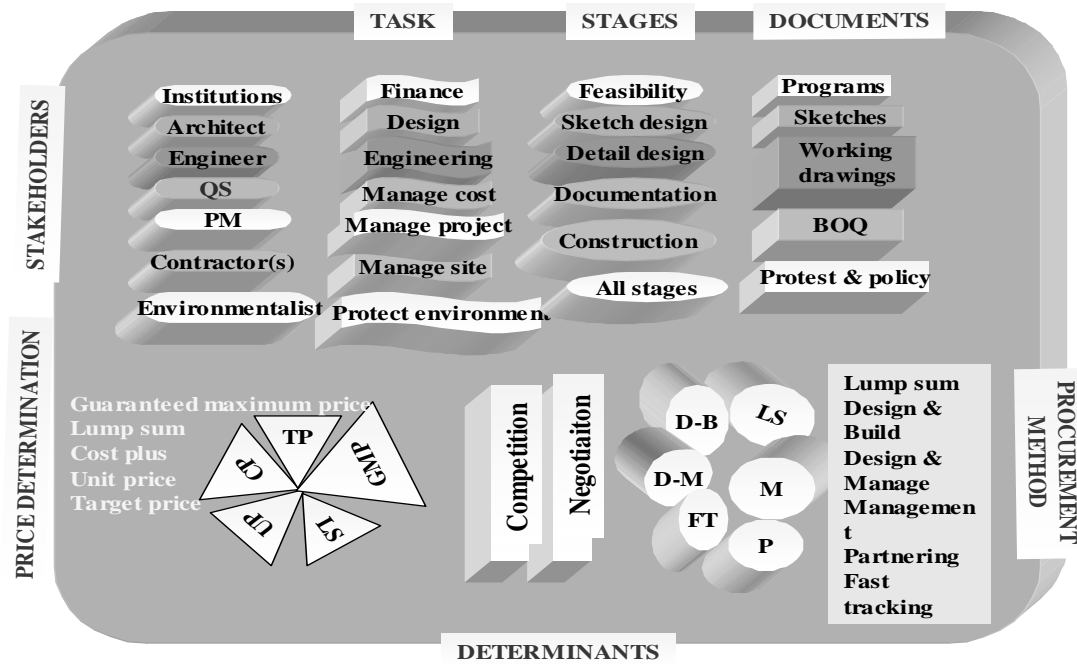 TASK
STAGES
DOCUMENTS
STAKEHOLDERS
Institutions
Architect
Engineer
QS
PM
Contractor(s)
Environmentalist
Finance
Design
Engineering
Manage cost
Manage project
Manage site
Protect environment
Feasibility
Sketch design
Detail design
Documentation
Construction
All stages
Programs
Sketches
Working
drawings
BOQ
Protest & policy
PRICE DETERMINATION
Guaranteed maximum price
Lump sum
Cost plus
Unit price
Target price
TP
GMP
CP
UP
LS
Competition
Negotiaiton
D-B
LS
D-M
M
FT
P
Lump sum
Design &
Build
Design &
Manage
Managemen
t
Partnering
Fast
tracking
PROCUREMENT
METHOD
DETERMINANTS